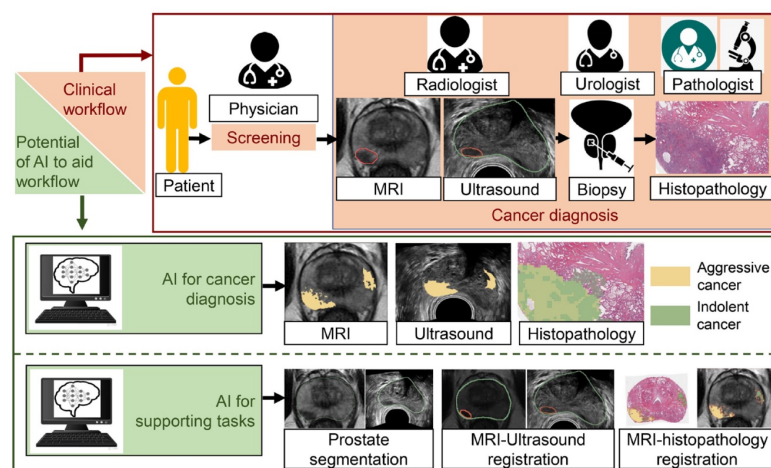 Clinical
workflow
Potential
of AI to aid
workflow
Patient
Physician
Screening
Radiologist
Urologist
Pathologist
MRI
Ultrasound
Biopsy
Histopathology
Cancer diagnosis
AI for cancer
diagnosis
MRI
Ultrasound
Histopathology
Aggressive
cancer
Indolent
cancer
AI for
supporting tasks
Prostate
segmentation
MRI-Ultrasound
registration
MRI-histopathology
registration